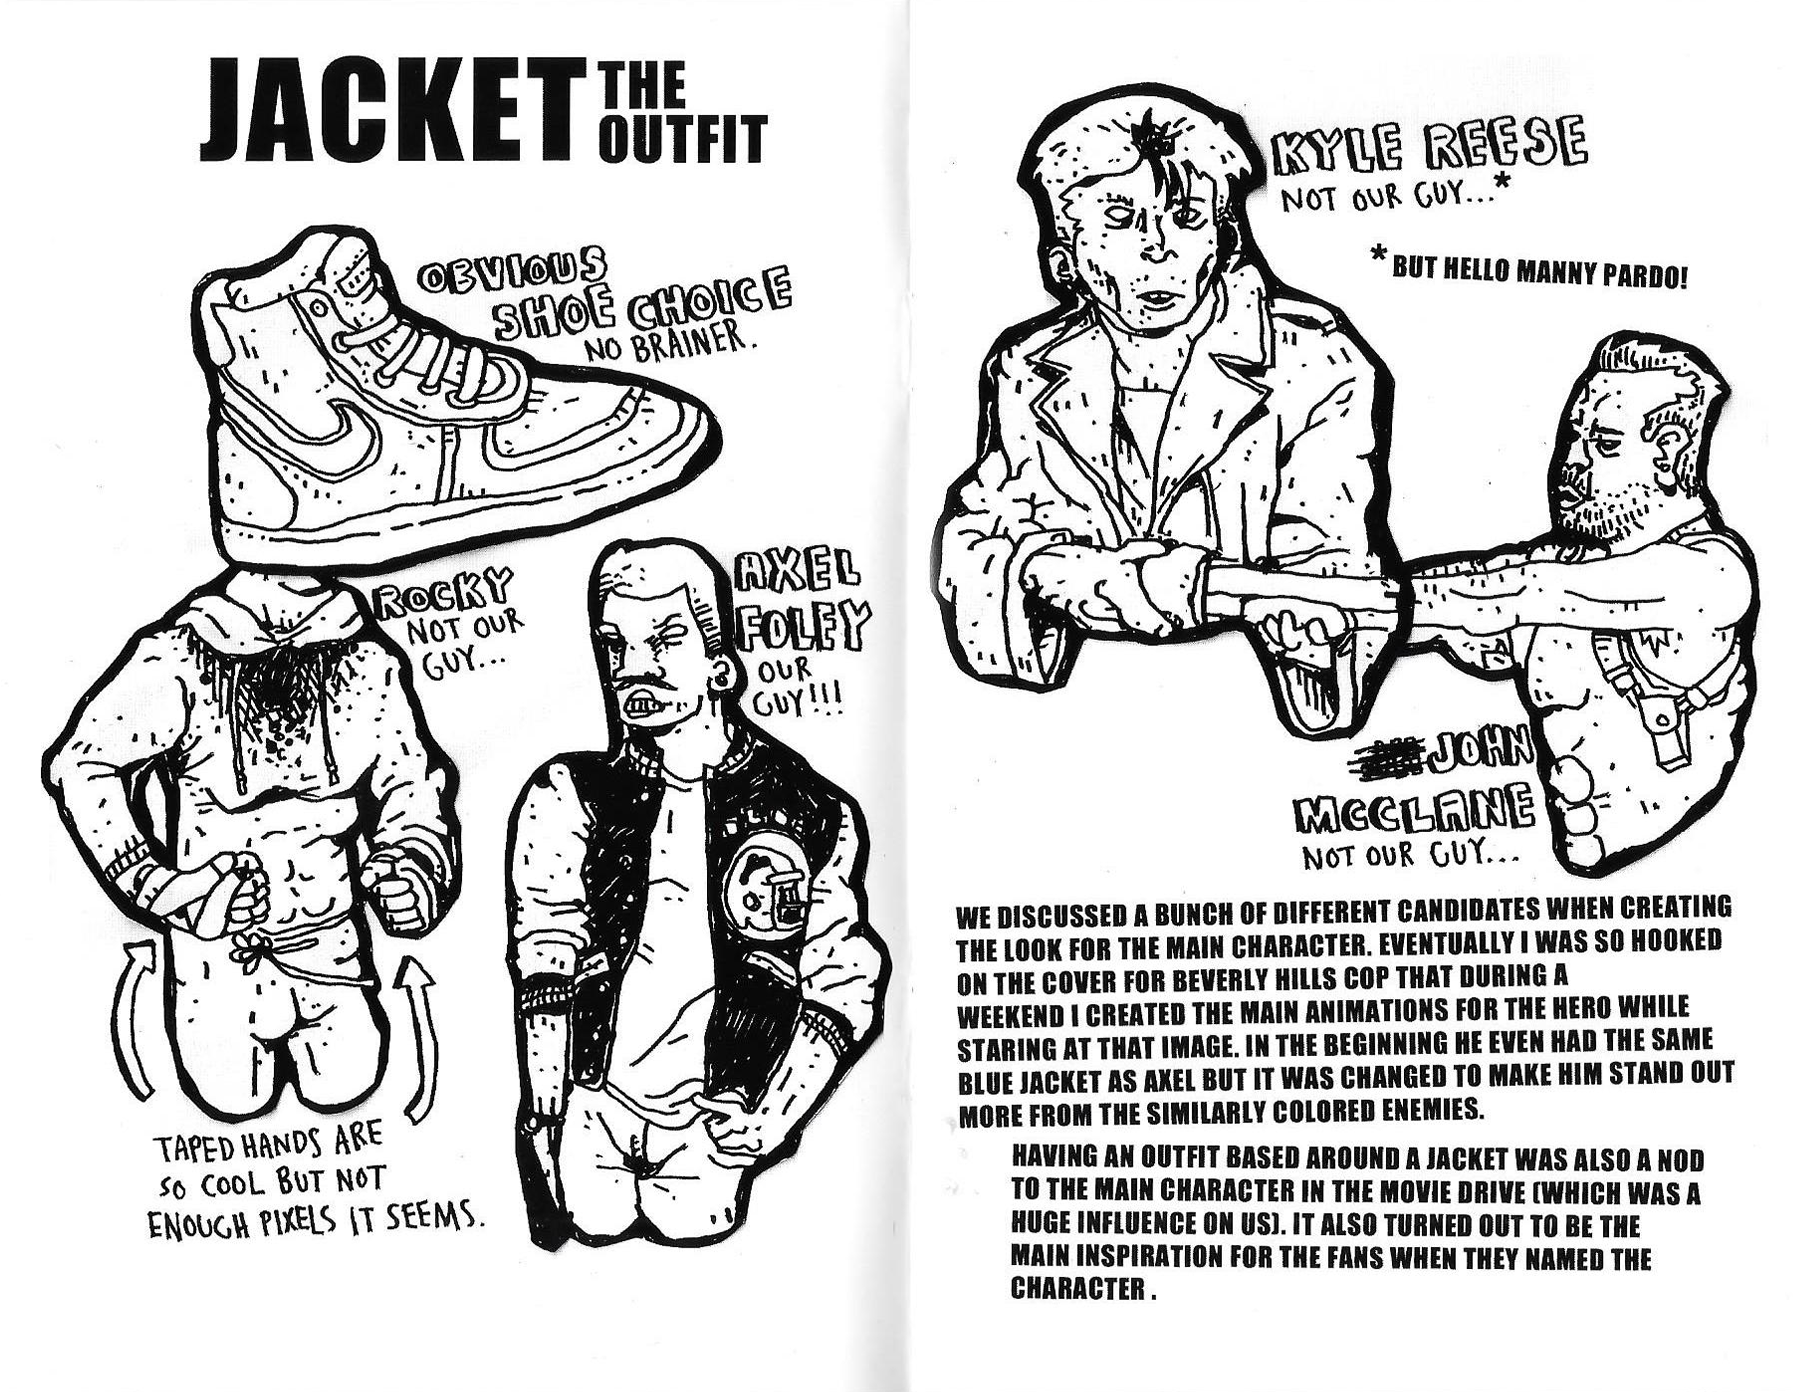 JACKET THE
OUTFIT
OBVIOUS
SHOE CHOICE
NO BRAINER.
ROCKY
NOT OUR
GUY...
AXEL
FOLEY
OUR
GUY!!!
TAPED HANDS ARE
SO COOL BUT NOT
ENOUGH PIXELS IT SEEMS.
KYLE REESE
NOT OUR GUY...*
*BUT HELLO MANNY PARDO!
JOHN
MCCLANE
NOT OUR GUY...
WE DISCUSSED A BUNCH OF DIFFERENT CANDIDATES WHEN CREATING
THE LOOK FOR THE MAIN CHARACTER. EVENTUALLY I WAS SO HOOKED
ON THE COVER FOR BEVERLY HILLS COP THAT DURING A
WEEKEND I CREATED THE MAIN ANIMATIONS FOR THE HERO WHILE
STARING AT THAT IMAGE. IN THE BEGINNING HE EVEN HAD THE SAME
BLUE JACKET AS AXEL BUT IT WAS CHANGED TO MAKE HIM STAND OUT
MORE FROM THE SIMILARLY COLORED ENEMIES.
HAVING AN OUTFIT BASED AROUND A JACKET WAS ALSO A NOD
TO THE MAIN CHARACTER IN THE MOVIE DRIVE (WHICH WAS A
HUGE INFLUENCE ON US). IT ALSO TURNED OUT TO BE THE
MAIN INSPIRATION FOR THE FANS WHEN THEY NAMED THE
CHARACTER .